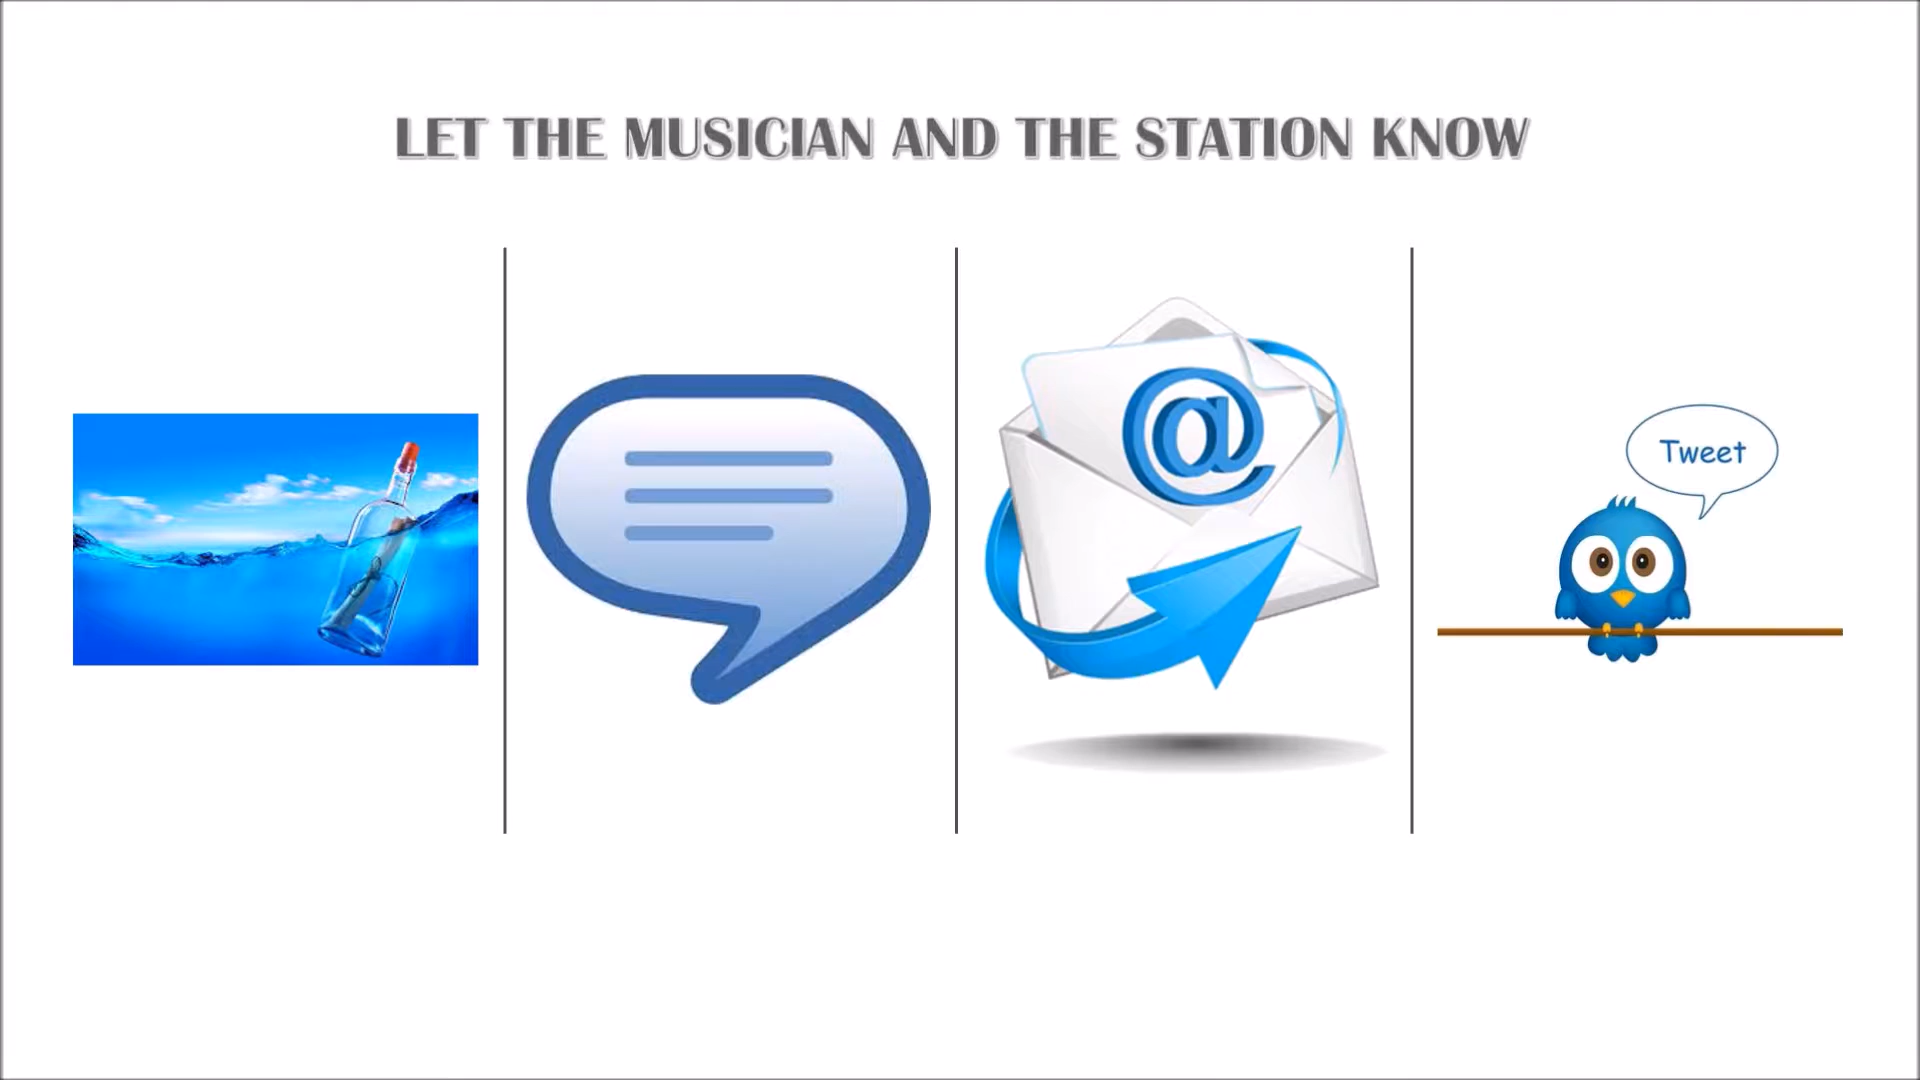 LET THE MUSICIAN AND THE STATION KNOW
@
Tweet